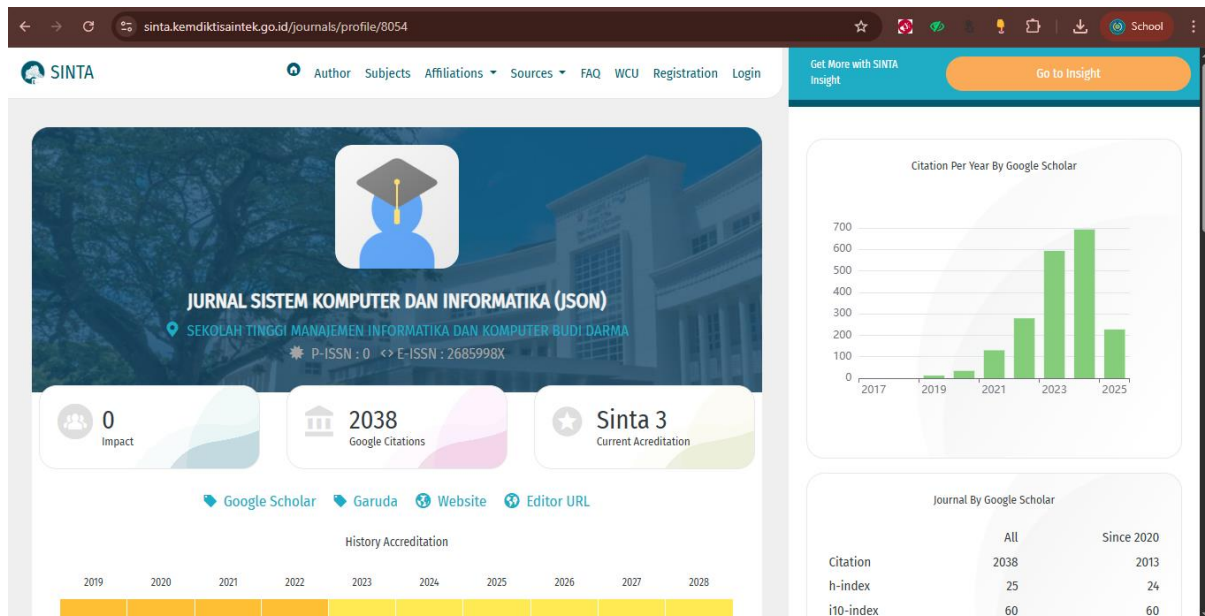 sinta.kemdiktisaintek.go.id/journals/profile/8054
School
SINTA
Author Subjects Affiliations Sources FAQ WCU Registration Login
Get More with SINTA
Insight
Go to Insight
JURNAL SISTEM KOMPUTER DAN INFORMATIKA (JSON)
SEKOLAH TINGGI MANAJEMEN INFORMATIKA DAN KOMPUTER BUDI DARMA
P-ISSN : 0 <> E-ISSN : 2685998X
0
Impact
2038
Google Citations
Sinta 3
Current Acreditation
Google Scholar Garuda Website Editor URL
History Accreditation
2019 2020 2021 2022 2023 2024 2025 2026 2027 2028
Citation Per Year By Google Scholar
700
600
500
400
300
200
100
0
2017 2019 2021 2023 2025
Journal By Google Scholar
All Since 2020
Citation 2038 2013
h-index 25 24
i10-index 60 60